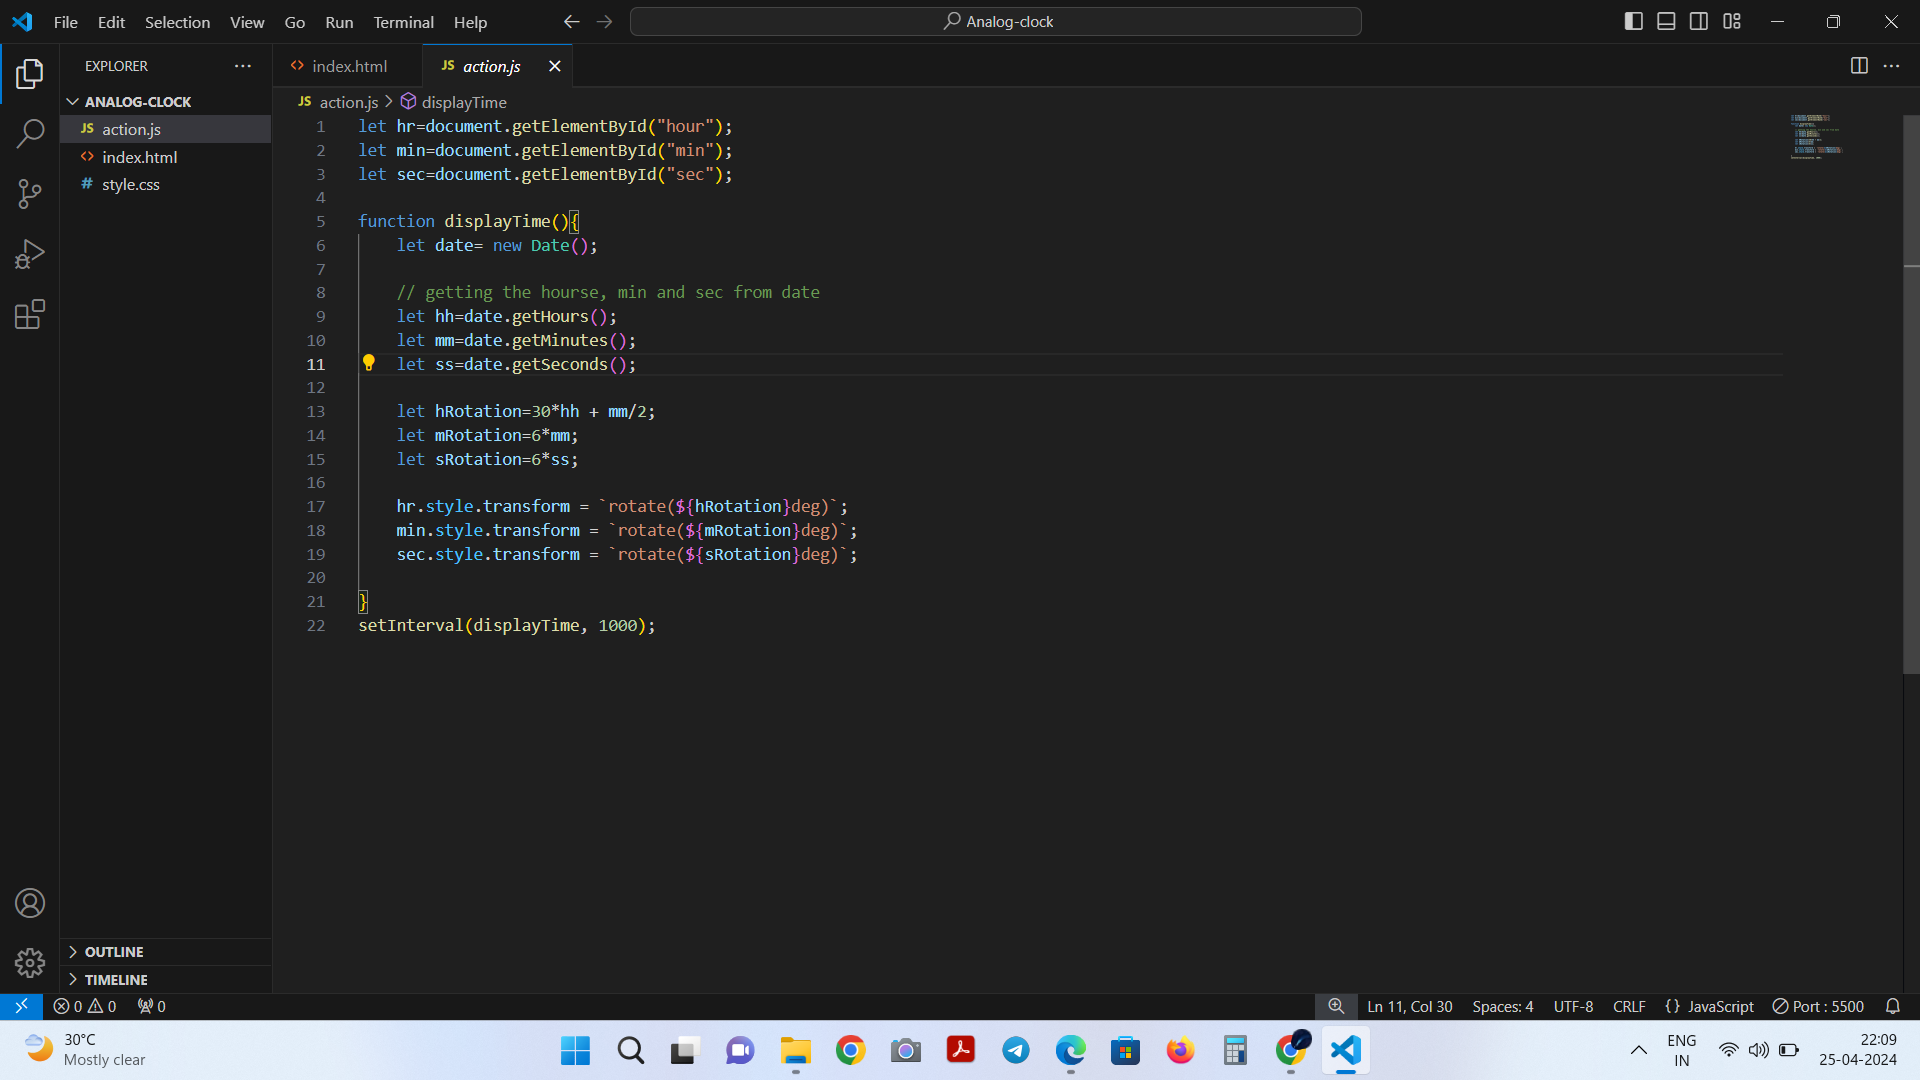 File Edit Selection View Go Run Terminal Help
Analog-clock
EXPLORER
ANALOG-CLOCK
JS action.js
<> index.html
# style.css
OUTLINE
TIMELINE
<> index.html
JS action.js
JS action.js > displayTime
1 let hr=document.getElementById("hour");
2 let min=document.getElementById("min");
3 let sec=document.getElementById("sec");
4
5 function displayTime(){
6 let date= new Date();
7
8 // getting the hourse, min and sec from date
9 let hh=date.getHours();
10 let mm=date.getMinutes();
11 let ss=date.getSeconds();
12
13 let hRotation=30*hh + mm/2;
14 let mRotation=6*mm;
15 let sRotation=6*ss;
16
17 hr.style.transform = `rotate(${hRotation}deg)`;
18 min.style.transform = `rotate(${mRotation}deg)`;
19 sec.style.transform = `rotate(${sRotation}deg)`;
20
21 }
22 setInterval(displayTime, 1000);
0 0 0
Ln 11, Col 30 Spaces: 4 UTF-8 CRLF {} JavaScript Port : 5500
30°C
Mostly clear
ENG
IN
22:09
25-04-2024